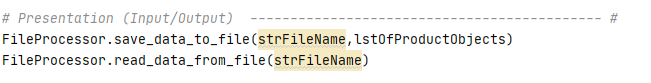 # Presentation (Input/Output)  ------------------------------------------- #
FileProcessor.save_data_to_file(strFileName,lstOfProductObjects)
FileProcessor.read_data_from_file(strFileName)